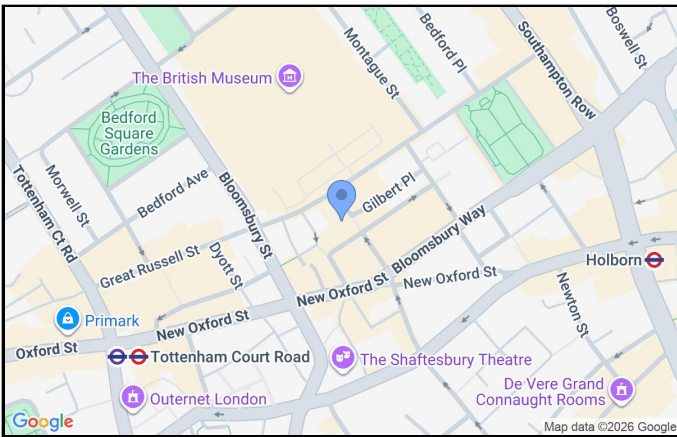 Boswell St
Bedford Pl
Southampton Row
Montague St
The British Museum
Bedford
Square
Gardens
Tottenham Ct Rd
Morwell St
Bedford Ave
Bloomsbury St
Gilbert Pl
Great Russell St
Dyott St
Bloomsbury Way
New Oxford St
New Oxford St
Holborn
Newton St
Primark
New Oxford St
Oxford St
Tottenham Court Road
The Shaftesbury Theatre
Outernet London
De Vere Grand
Connaught Rooms
Google
Map data ©2026 Google